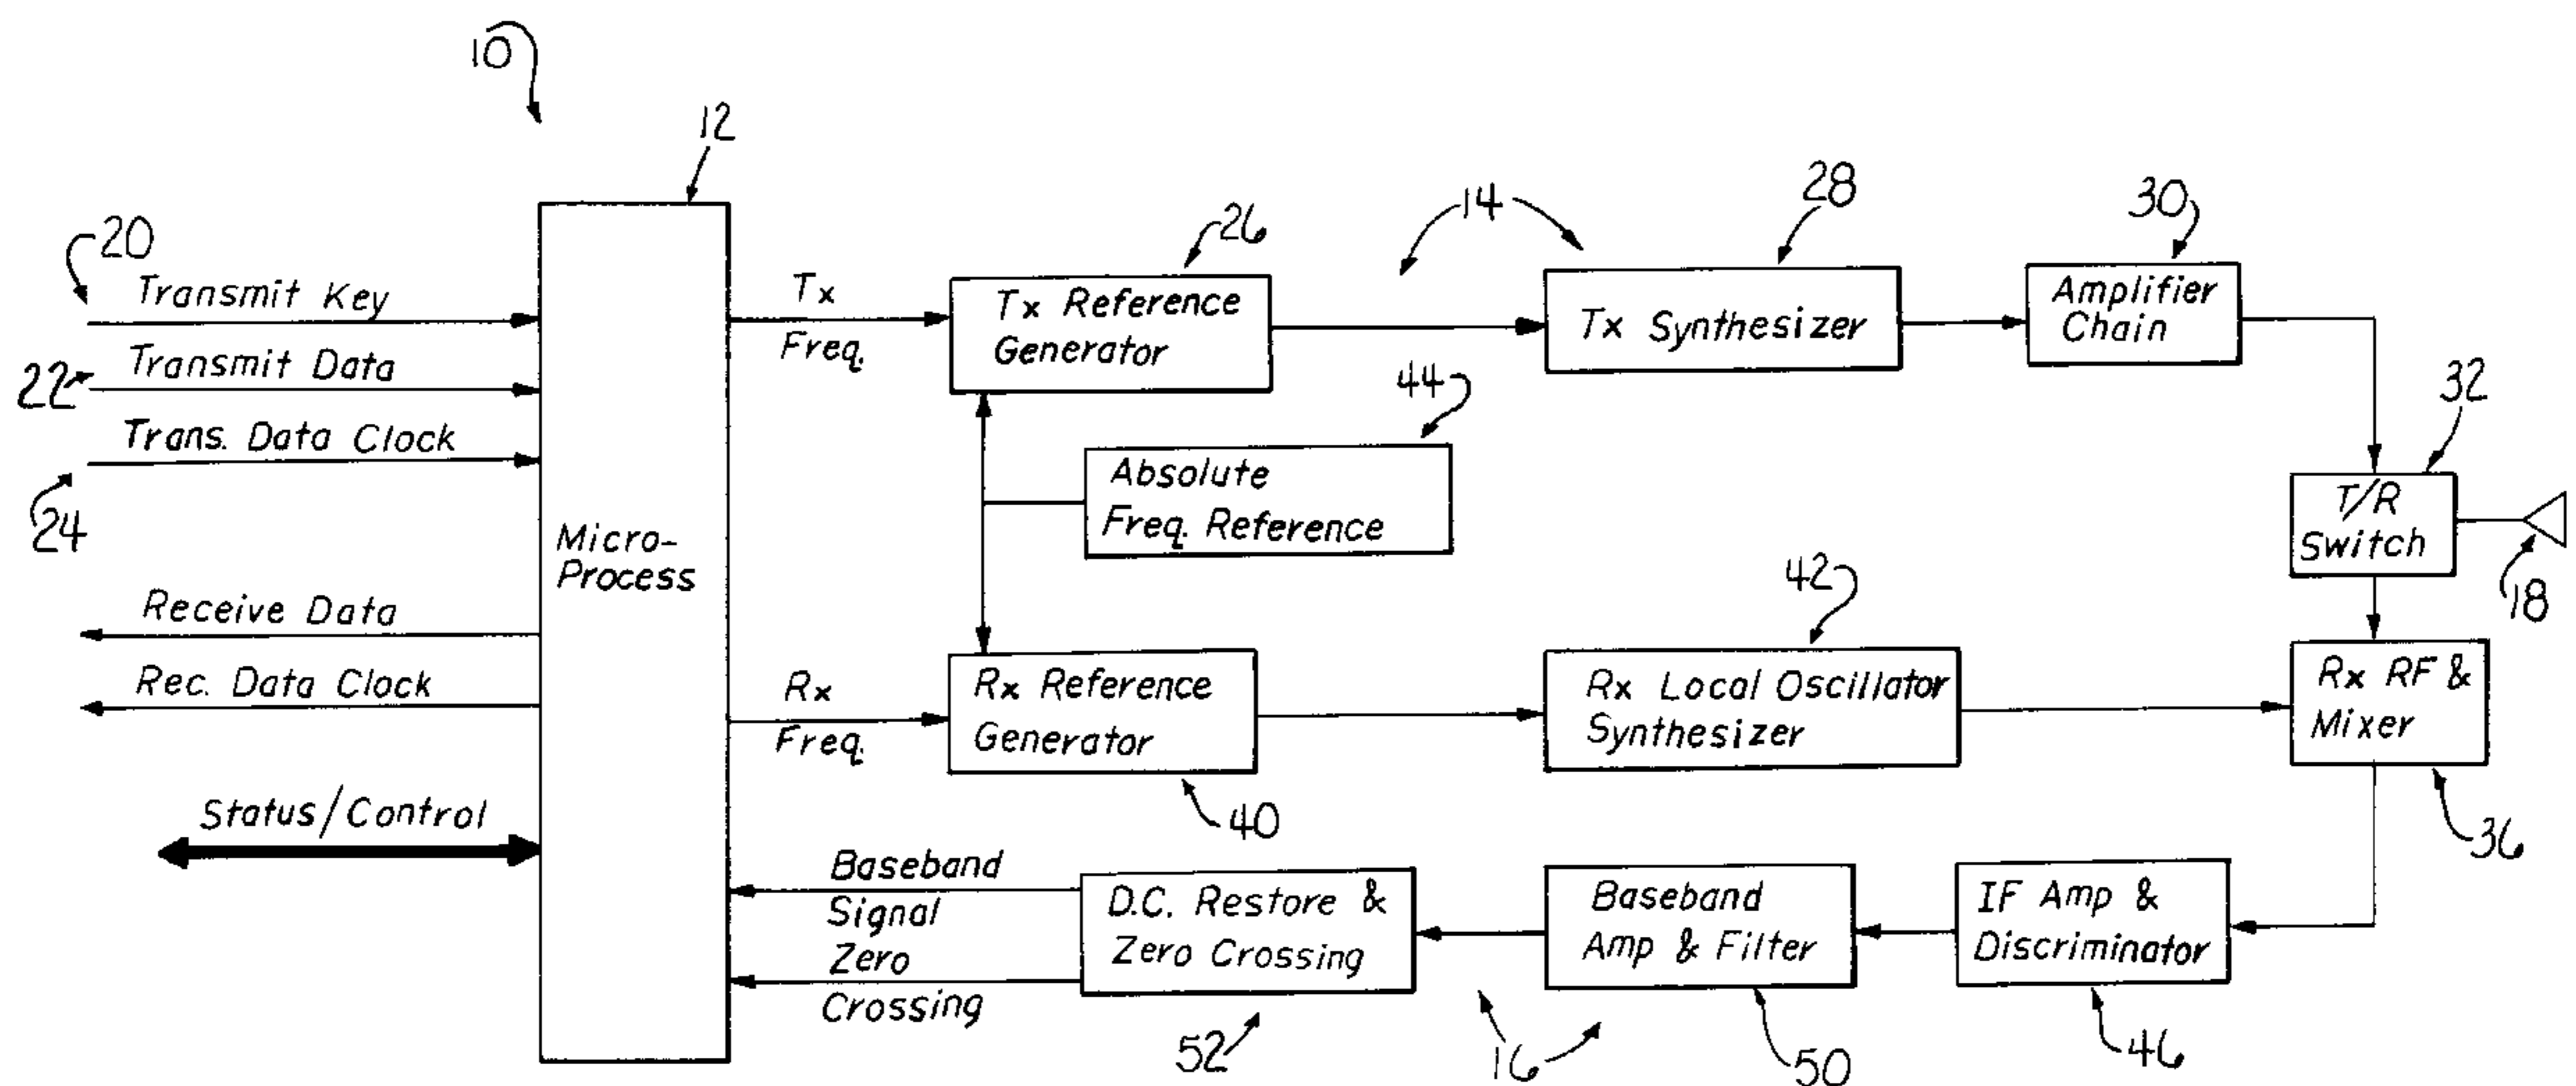 10
12
20
Transmit Key
22
Transmit Data
Trans. Data Clock
24
Receive Data
Rec. Data Clock
Status/Control
Micro-
Process
Tx
Freq.
26
Tx Reference
Generator
14
28
Tx Synthesizer
30
Amplifier
Chain
44
Absolute
Freq. Reference
32
T/R
Switch
18
Rx
Freq.
Rx Reference
Generator
40
42
Rx Local Oscillator
Synthesizer
Rx RF &
Mixer
36
Baseband
Signal
Zero
Crossing
D.C. Restore &
Zero Crossing
52
16
Baseband
Amp & Filter
50
IF Amp &
Discriminator
46